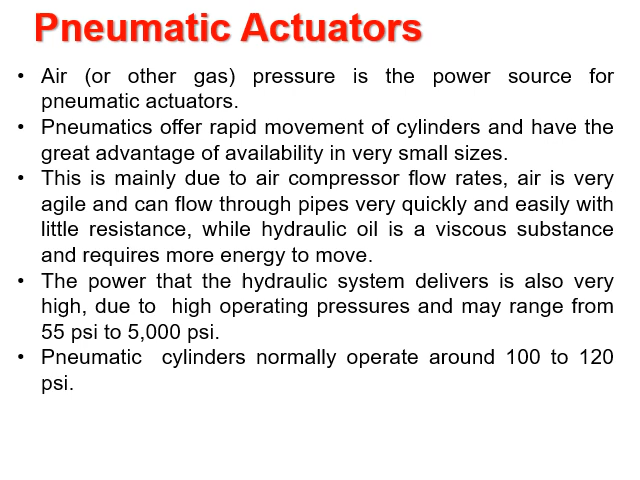 Pneumatic Actuators
• Air (or other gas) pressure is the power source for
pneumatic actuators.
• Pneumatics offer rapid movement of cylinders and have the
great advantage of availability in very small sizes.
• This is mainly due to air compressor flow rates, air is very
agile and can flow through pipes very quickly and easily with
little resistance, while hydraulic oil is a viscous substance
and requires more energy to move.
• The power that the hydraulic system delivers is also very
high, due to  high operating pressures and may range from
55 psi to 5,000 psi.
• Pneumatic  cylinders normally operate around 100 to 120
psi.